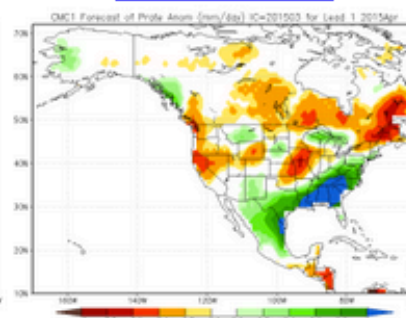 CMC1 Forecast of Prate Anom (mm/day) IC=201503 for Lead 1 2015Apr
70N
60N
50N
40N
30N
20N
10N
160W 140W 120W 100W 80W